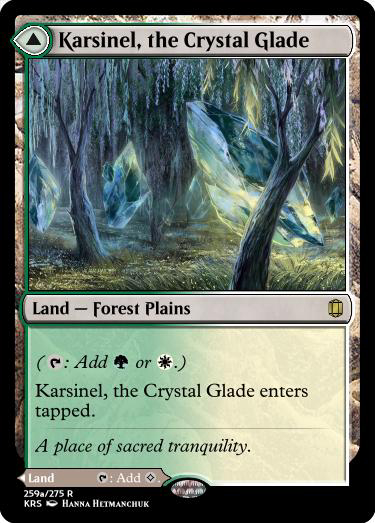 Karsinel, the Crystal Glade
Land — Forest Plains
( : Add or .)
Karsinel, the Crystal Glade enters
tapped.
A place of sacred tranquility.
Land : Add .
259a/275 R
KRS Hanna Hetmanchuk